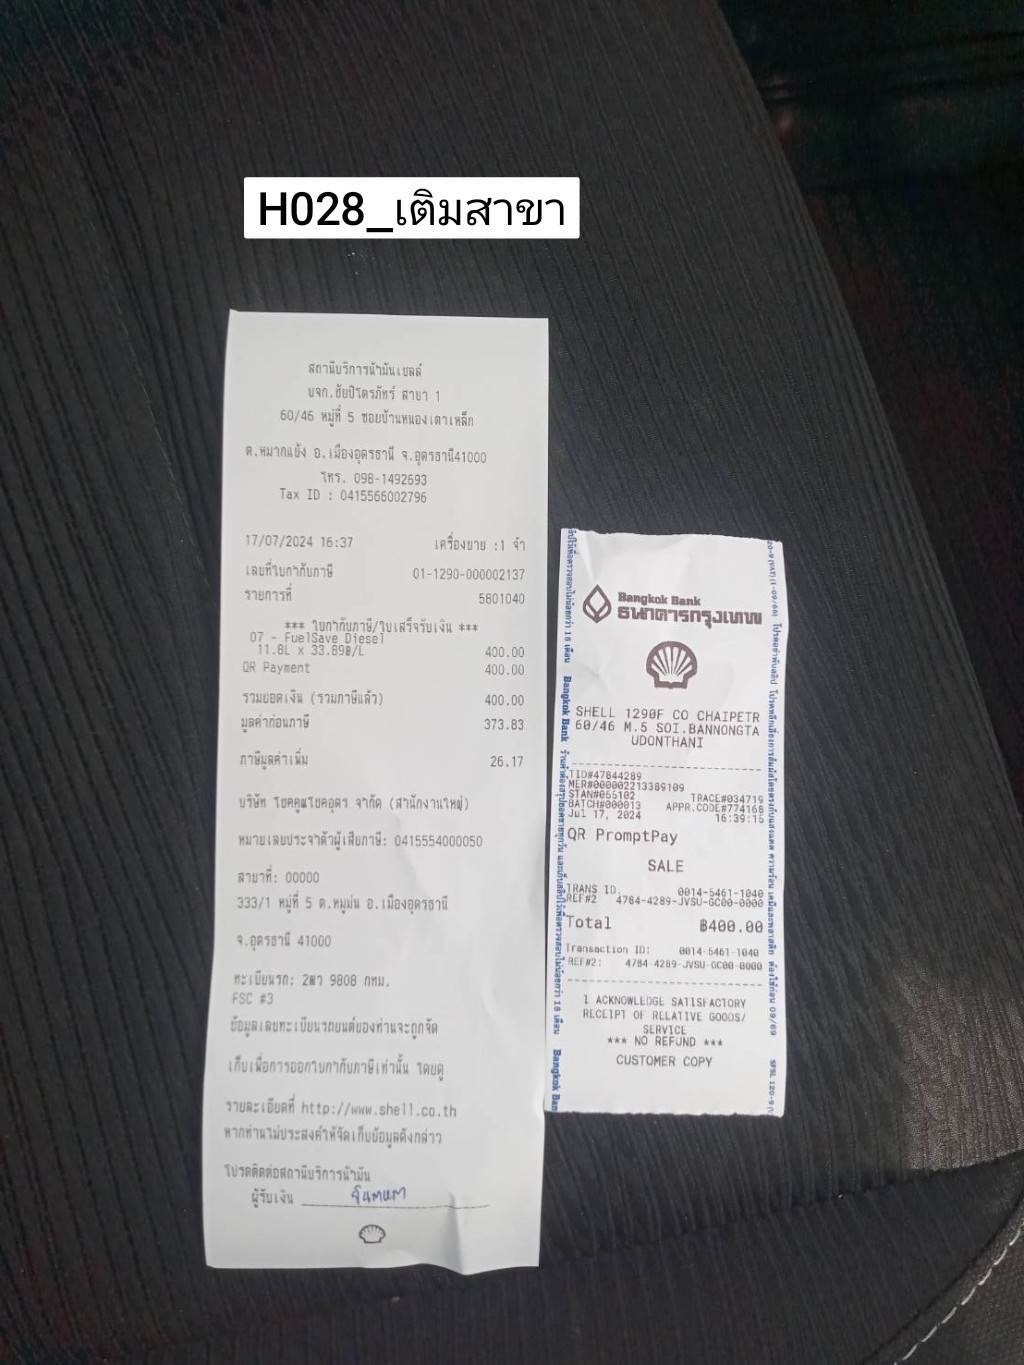 H028_เติมสาขา
สถานีบริการน้ำมันเชลล์
บจก.ชัยปิโตรภัทร์ สาขา 1
60/46 หมู่ที่ 5 ซอยบ้านหนองเตาเหล็ก
ต.หมากแข้ง อ.เมืองอุดรธานี จ.อุดรธานี41000
โทร. 098-1492693
Tax ID : 0415566002796
17/07/2024 16:37 เครื่องขาย :1 จำ
เลขที่ใบกำกับภาษี 01-1290-000002137
รายการที่ 5801040
*** ใบกำกับภาษี/ใบเสร็จรับเงิน ***
07 - FuelSave Diesel
11.8L x 33.89฿/L 400.00
QR Payment 400.00
รวมยอดเงิน (รวมภาษีแล้ว) 400.00
มูลค่าก่อนภาษี 373.83
ภาษีมูลค่าเพิ่ม 26.17
บริษัท โชคคูณโชคอุดร จำกัด (สำนักงานใหญ่)
หมายเลขประจำตัวผู้เสียภาษี: 0415554000050
สาขาที่: 00000
333/1 หมู่ที่ 5 ต.หมูม่น อ.เมืองอุดรธานี
จ.อุดรธานี 41000
ทะเบียนรถ: 2ฒา 9808 กทม.
FSC #3
ข้อมูลเลขทะเบียนรถยนต์ของท่านจะถูกจัด
เก็บเพื่อการออกใบกำกับภาษีเท่านั้น โดยดู
รายละเอียดที่ http://www.shell.co.th
หากท่านไม่ประสงค์ให้จัดเก็บข้อมูลดังกล่าว
โปรดติดต่อสถานีบริการน้ำมัน
ผู้รับเงิน
Bangkok Bank
ธนาคารกรุงเทพ
SHELL 1290F CO CHAIPETR
60/46 M.5 SOI.BANNONGTA
UDONTHANI
TID#47844289
MER#000002213389109
STAN#055102 TRACE#034719
BATCH#000013 APPR.CODE#774168
Jul 17, 2024 16:39:15
QR PromptPay
SALE
TRANS ID. 0014-5461-1040
REF#2 4784-4289-JVSU-GC00-0000
Total ฿400.00
Transaction ID: 0014-5461-1040
REF#2: 4784-4289-JVSU-GC00-0000
I ACKNOWLEDGE SATISFACTORY
RECEIPT OF RELATIVE GOODS/
SERVICE
*** NO REFUND ***
CUSTOMER COPY